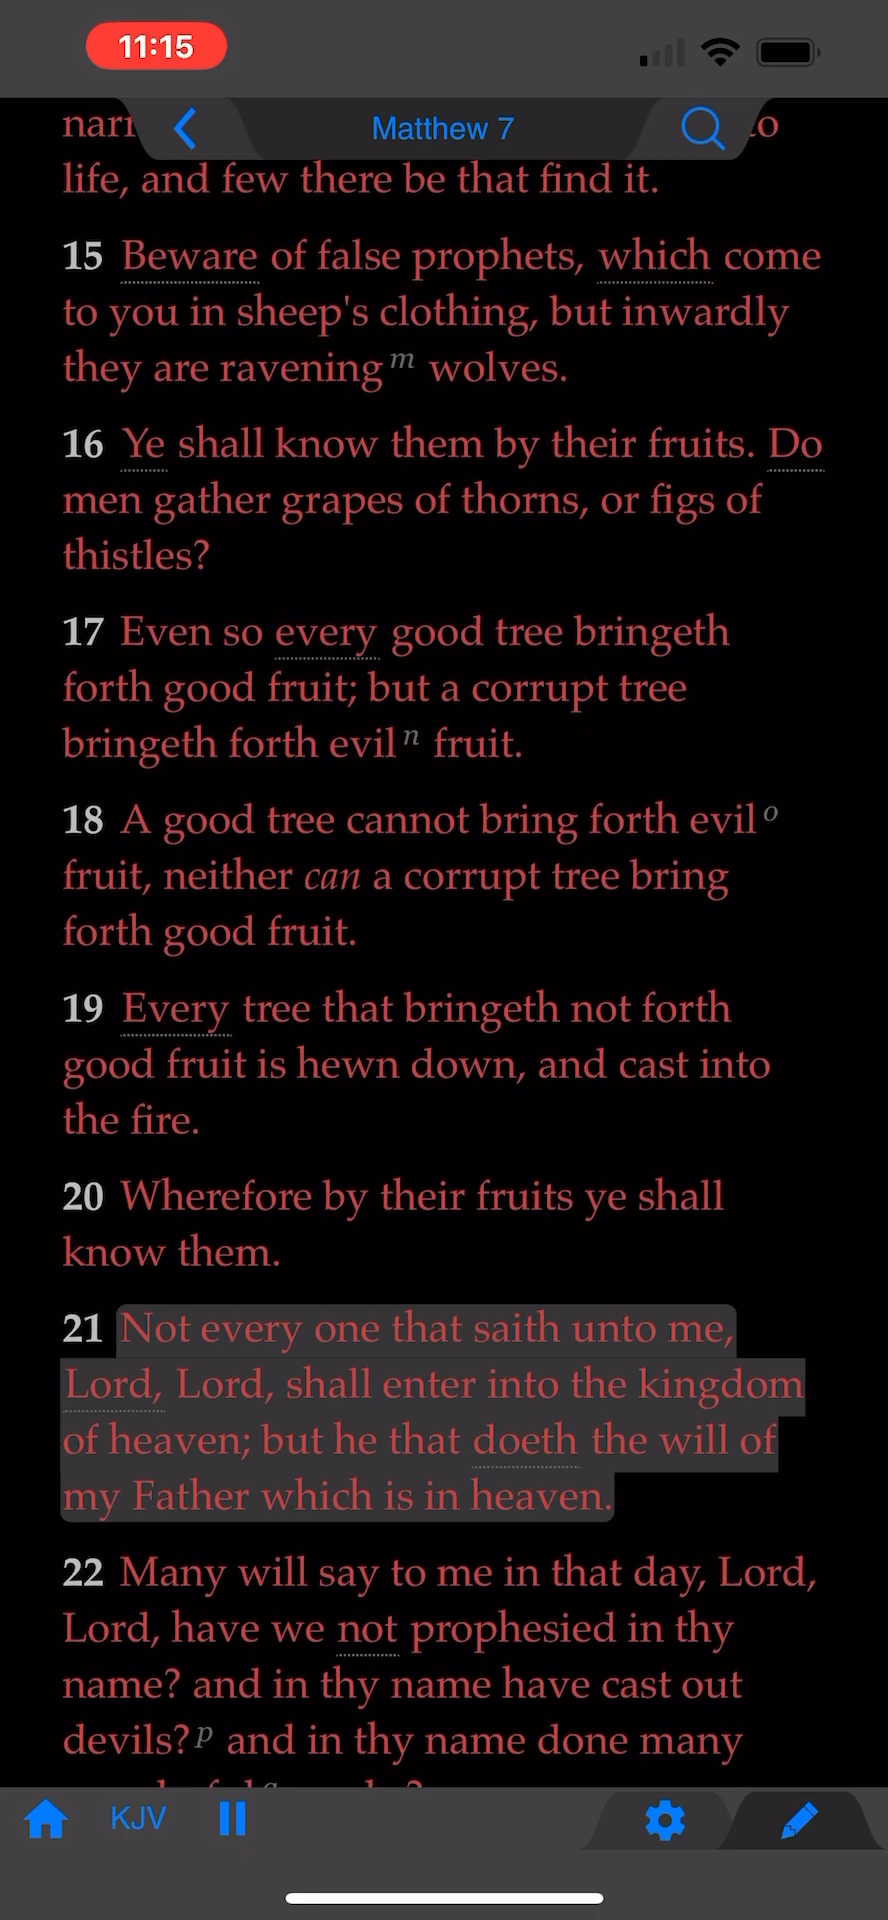 11:15
Matthew 7
life, and few there be that find it.
15 Beware of false prophets, which come
to you in sheep's clothing, but inwardly
they are ravening m wolves.
16 Ye shall know them by their fruits. Do
men gather grapes of thorns, or figs of
thistles?
17 Even so every good tree bringeth
forth good fruit; but a corrupt tree
bringeth forth evil n fruit.
18 A good tree cannot bring forth evil o
fruit, neither can a corrupt tree bring
forth good fruit.
19 Every tree that bringeth not forth
good fruit is hewn down, and cast into
the fire.
20 Wherefore by their fruits ye shall
know them.
21 Not every one that saith unto me,
Lord, Lord, shall enter into the kingdom
of heaven; but he that doeth the will of
my Father which is in heaven.
22 Many will say to me in that day, Lord,
Lord, have we not prophesied in thy
name? and in thy name have cast out
devils? p and in thy name done many
KJV